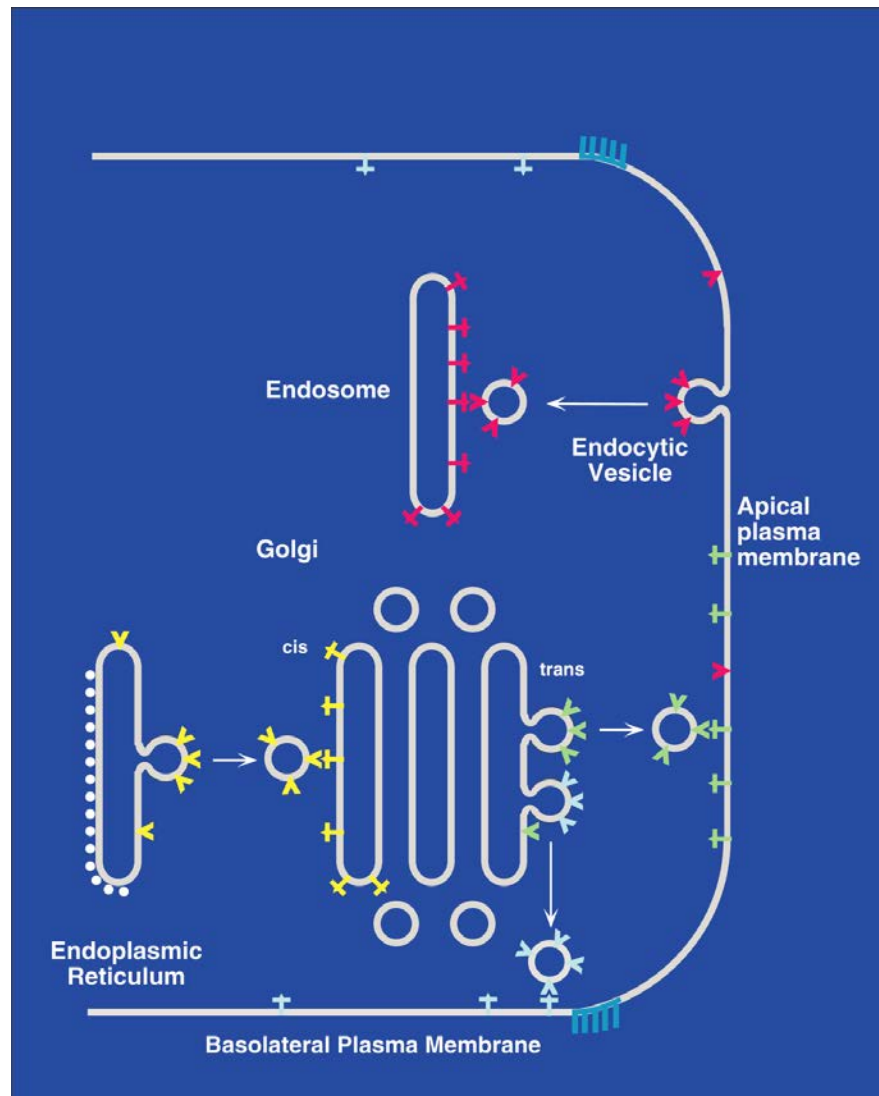 Endosome
Endocytic
Vesicle
Apical
plasma
membrane
Golgi
cis
trans
Endoplasmic
Reticulum
Basolateral Plasma Membrane